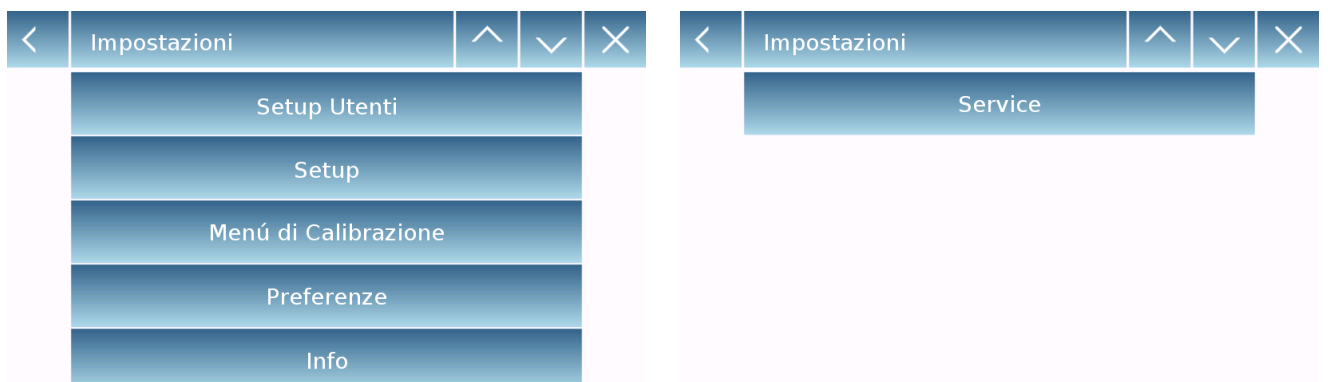 Impostazioni
Setup Utenti
Setup
Menú di Calibrazione
Preferenze
Info
Impostazioni
Service